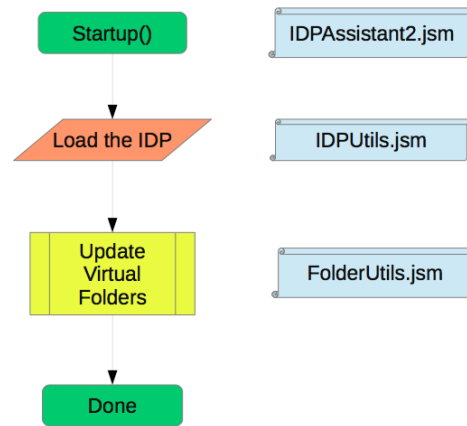 Startup()
IDPAssistant2.jsm
Load the IDP
IDPUtils.jsm
Update
Virtual
Folders
FolderUtils.jsm
Done